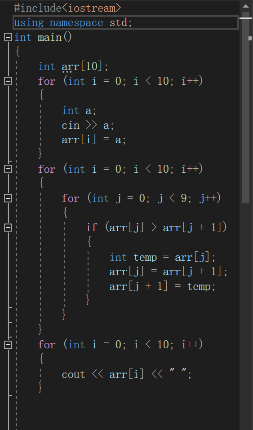 #include<iostream>
using namespace std;
int main()
{
int arr[10];
for (int i = 0; i < 10; i++)
{
int a;
cin >> a;
arr[i] = a;
}
for (int i = 0; i < 10; i++)
{
for (int j = 0; j < 9; j++)
{
if (arr[j] > arr[j + 1])
{
int temp = arr[j];
arr[j] = arr[j + 1];
arr[j + 1] = temp;
}
}
}
for (int i = 0; i < 10; i++)
{
cout << arr[i] << " ";
}